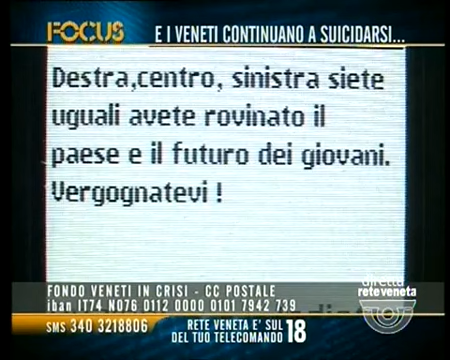 FOCUS
E I VENETI CONTINUANO A SUICIDARSI...
Destra,centro, sinistra siete
uguali avete rovinato il
paese e il futuro dei giovani.
Vergognatevi !
diretta
reteveneta
FONDO VENETI IN CRISI - CC POSTALE
iban IT74 N076 0112 0000 0101 7942 739
SMS 340 3218806
RETE VENETA E' SUL
DEL TUO TELECOMANDO
18